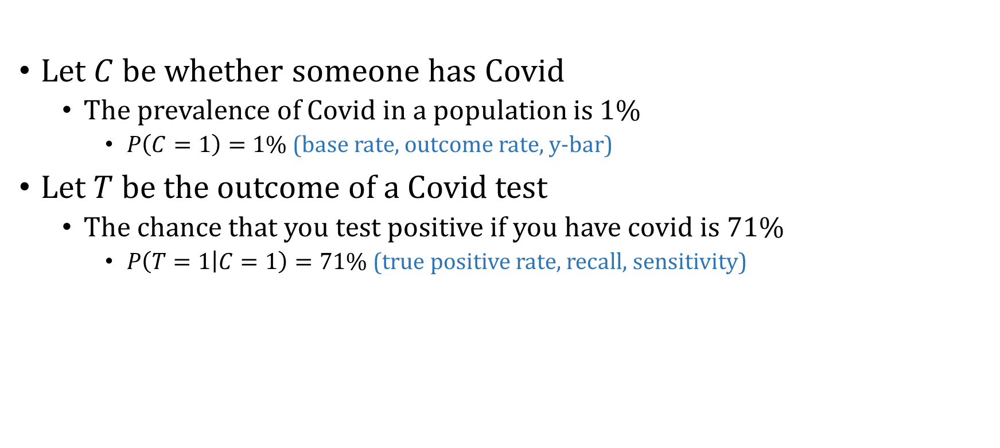 • Let C be whether someone has Covid
• The prevalence of Covid in a population is 1%
• P(C = 1) = 1% (base rate, outcome rate, y-bar)
• Let T be the outcome of a Covid test
• The chance that you test positive if you have covid is 71%
• P(T = 1|C = 1) = 71% (true positive rate, recall, sensitivity)